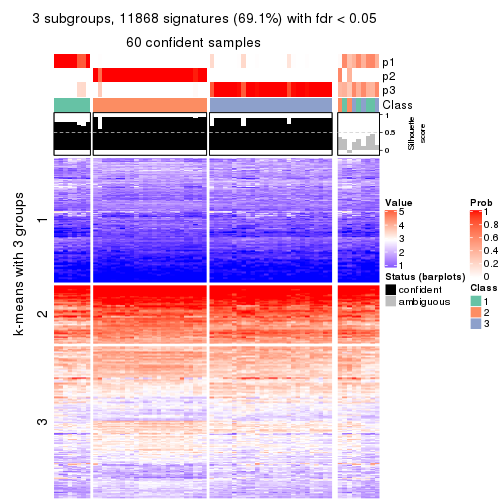 3 subgroups, 11868 signatures (69.1%) with fdr < 0.05
60 confident samples
p1
p2
p3
Class
1
0.5
0
Silhouette
score
k-means with 3 groups
1
2
3
Value
5
4
3
2
1
Status (barplots)
confident
ambiguous
Prob
1
0.8
0.6
0.4
0.2
0
Class
1
2
3